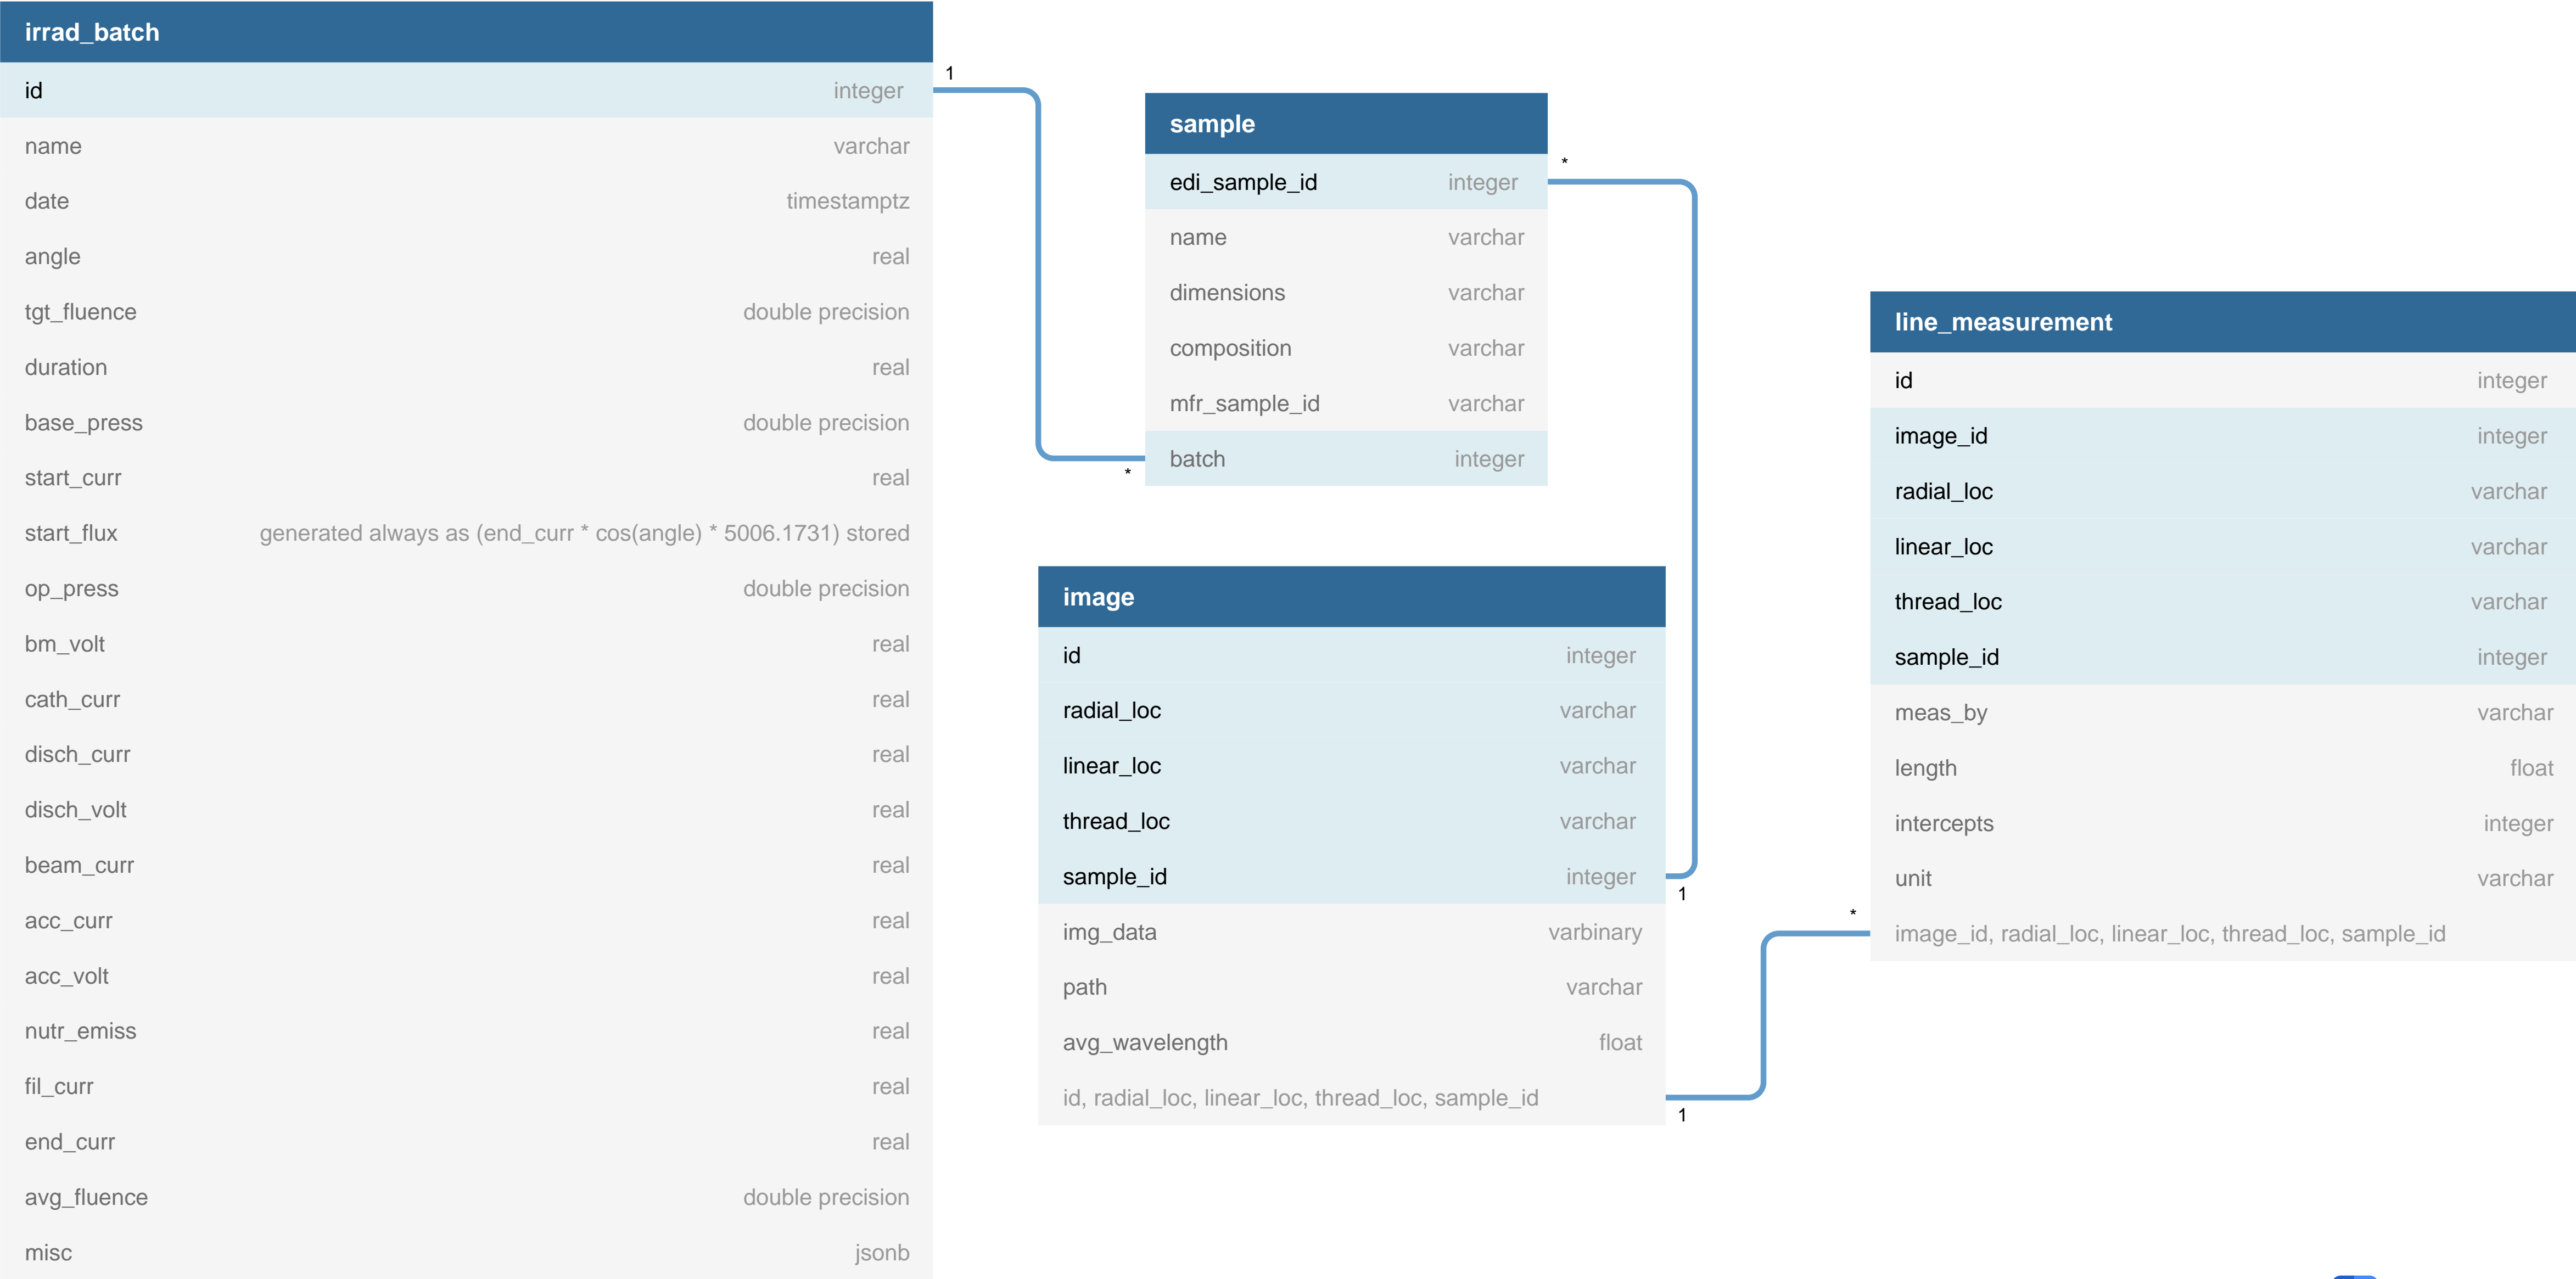 irrad_batch
id integer
name varchar
date timestamptz
angle real
tgt_fluence double precision
duration real
base_press double precision
start_curr real
start_flux generated always as (end_curr * cos(angle) * 5006.1731) stored
op_press double precision
bm_volt real
cath_curr real
disch_curr real
disch_volt real
beam_curr real
acc_curr real
acc_volt real
nutr_emiss real
fil_curr real
end_curr real
avg_fluence double precision
misc jsonb
1
*
sample
edi_sample_id integer
name varchar
dimensions varchar
composition varchar
mfr_sample_id varchar
batch integer
*
1
image
id integer
radial_loc varchar
linear_loc varchar
thread_loc varchar
sample_id integer
img_data varbinary
path varchar
avg_wavelength float
id, radial_loc, linear_loc, thread_loc, sample_id
1
*
line_measurement
id integer
image_id integer
radial_loc varchar
linear_loc varchar
thread_loc varchar
sample_id integer
meas_by varchar
length float
intercepts integer
unit varchar
image_id, radial_loc, linear_loc, thread_loc, sample_id